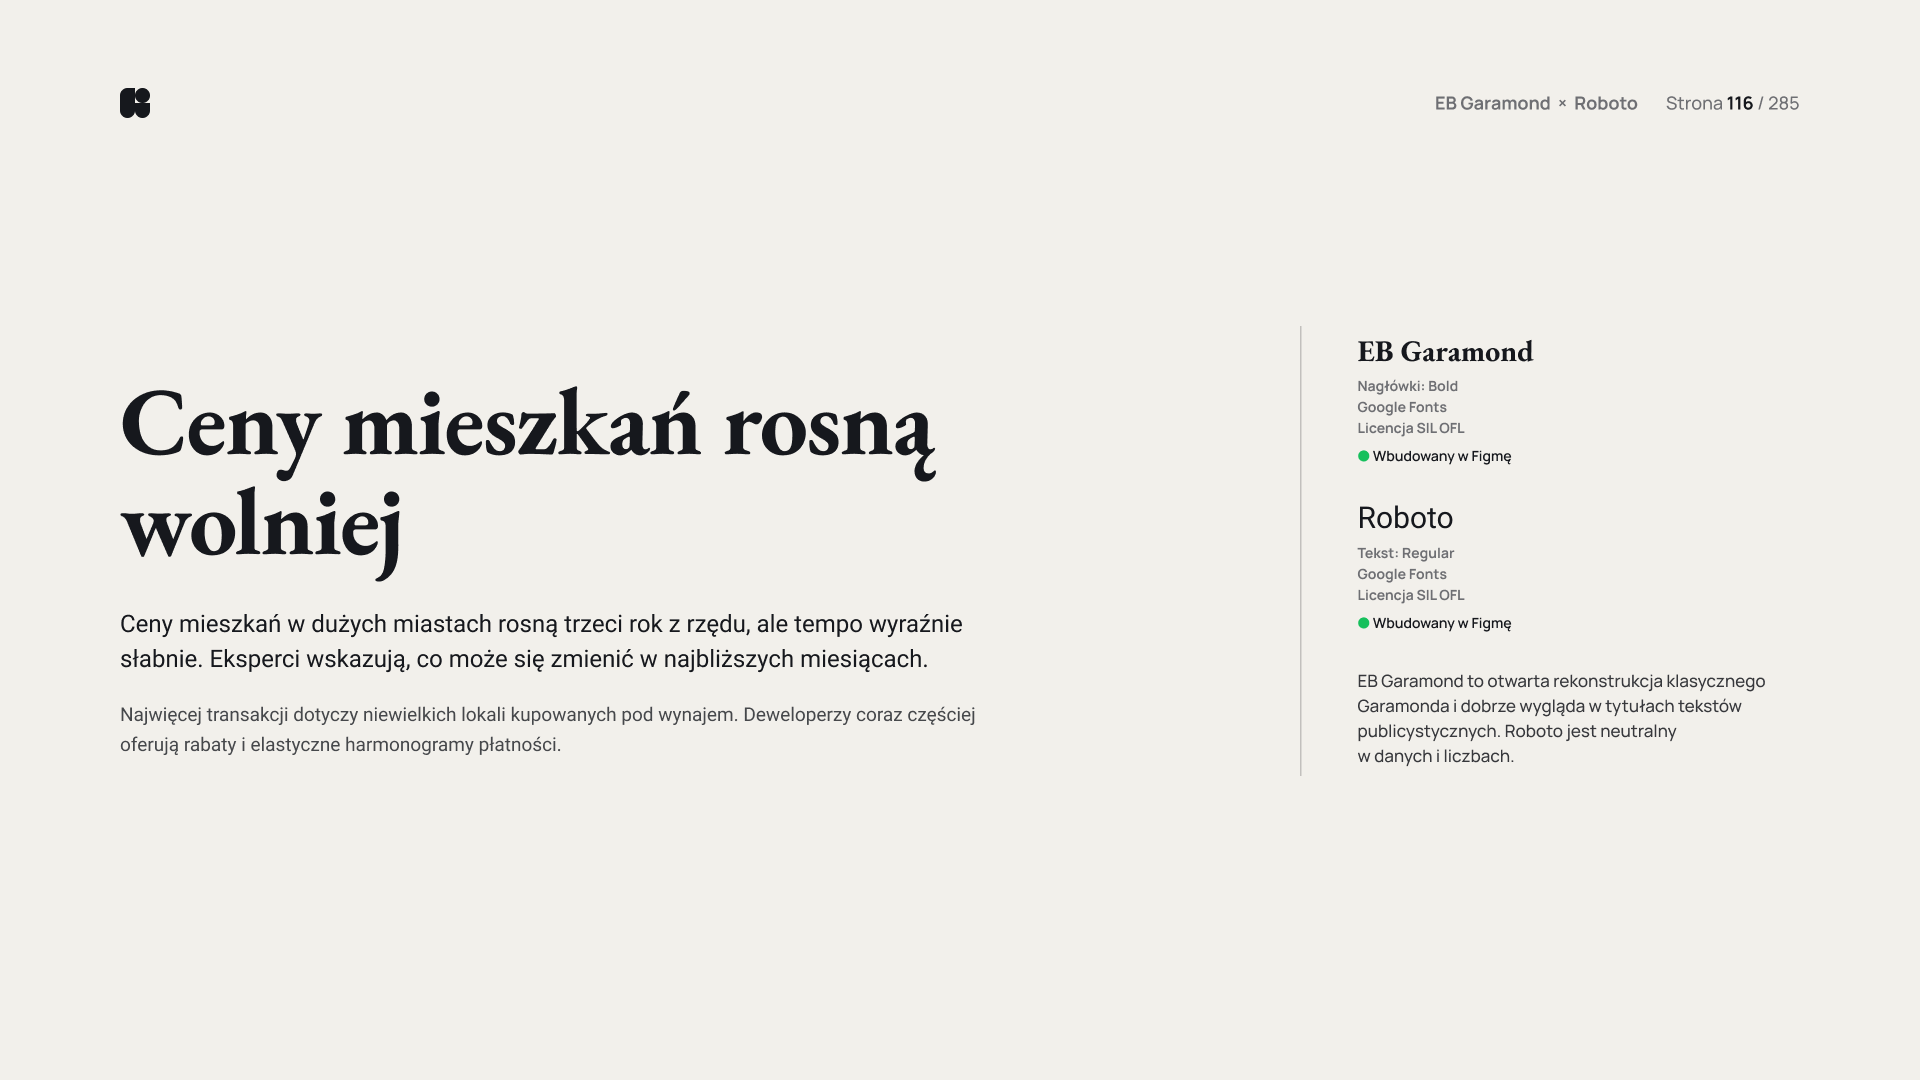 EB Garamond × Roboto Strona 116 / 285
Ceny mieszkań rosną
wolniej
Ceny mieszkań w dużych miastach rosną trzeci rok z rzędu, ale tempo wyraźnie
słabnie. Eksperci wskazują, co może się zmienić w najbliższych miesiącach.
Najwięcej transakcji dotyczy niewielkich lokali kupowanych pod wynajem. Deweloperzy coraz częściej
oferują rabaty i elastyczne harmonogramy płatności.
EB Garamond
Nagłówki: Bold
Google Fonts
Licencja SIL OFL
Wbudowany w Figmę
Roboto
Tekst: Regular
Google Fonts
Licencja SIL OFL
Wbudowany w Figmę
EB Garamond to otwarta rekonstrukcja klasycznego
Garamonda i dobrze wygląda w tytułach tekstów
publicystycznych. Roboto jest neutralny
w danych i liczbach.